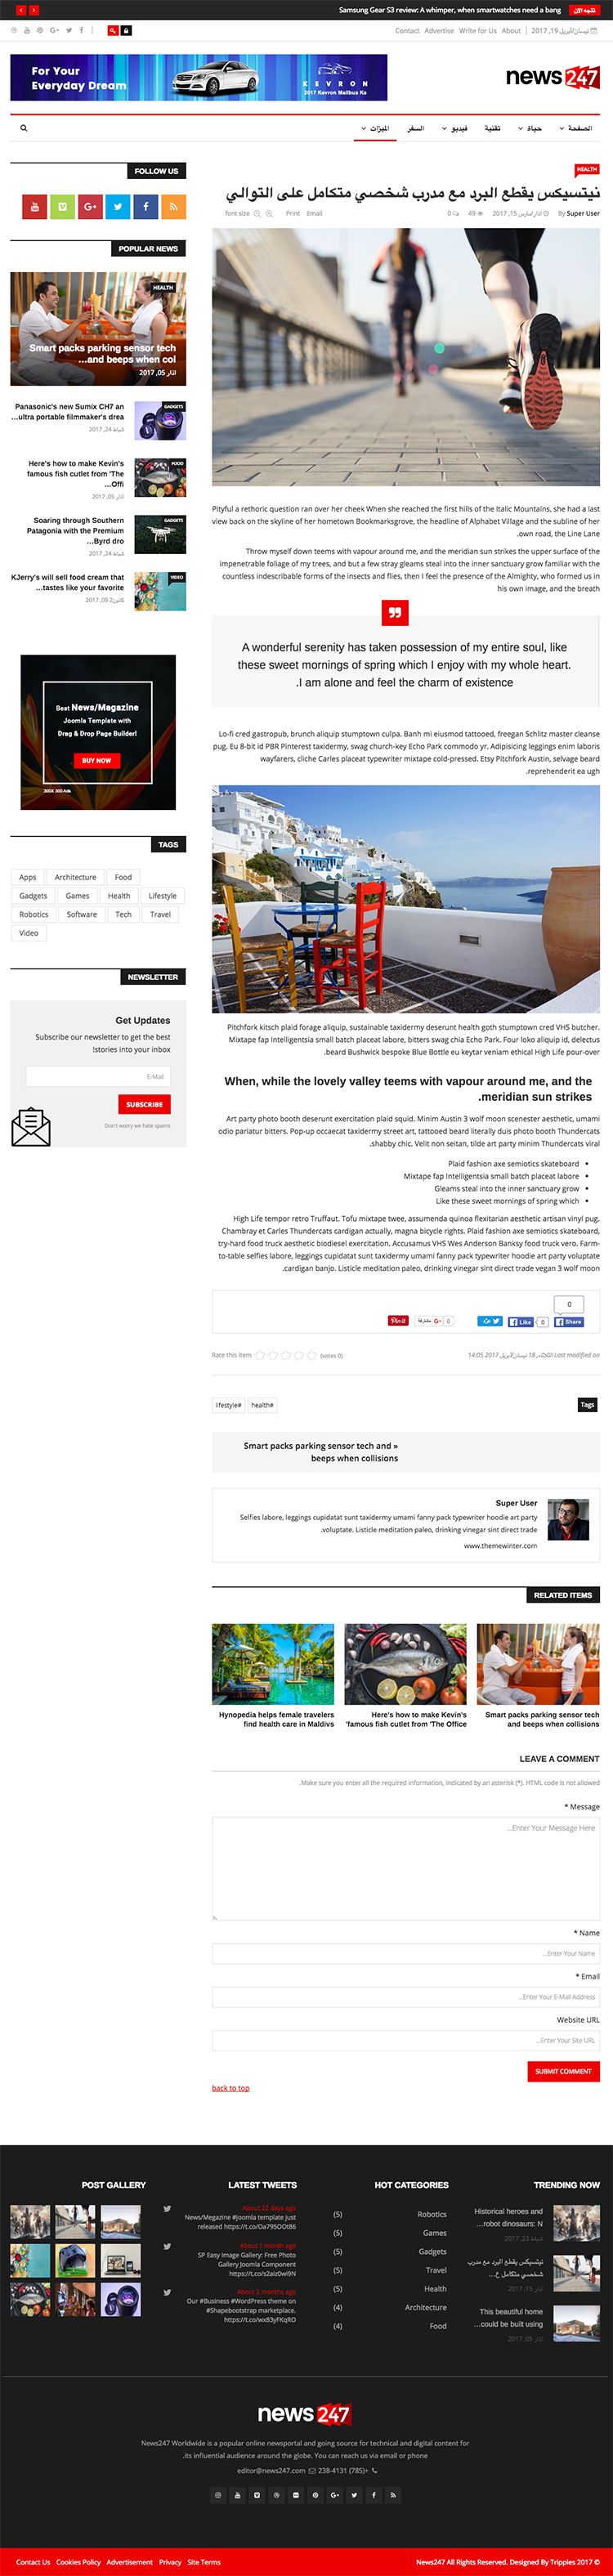 تتجه الآن
Samsung Gear S3 review: A whimper, when smartwatches need a bang
نيسان/أبريل 19, 2017
Contact Advertise Write for Us About
news247
For Your
Everyday Dream
KEVRON
2017 Kevron Malibus Ks
الصفحة
حياة
تقنية
فيديو
السفر
الميزات
HEALTH
نيتسيكس يقطع البرد مع مدرب شخصي متكامل على التوالي
By Super User
آذار/مارس 15, 2017
49
0
Print Email
font size
Pityful a rethoric question ran over her cheek When she reached the first hills of the Italic Mountains, she had a last
view back on the skyline of her hometown Bookmarksgrove, the headline of Alphabet Village and the subline of her
.own road, the Line Lane
Throw myself down teems with vapour around me, and the meridian sun strikes the upper surface of the
impenetrable foliage of my trees, and but a few stray gleams steal into the inner sanctuary grow familiar with the
countless indescribable forms of the insects and flies, then I feel the presence of the Almighty, who formed us in
his own image, and the breath
A wonderful serenity has taken possession of my entire soul, like
these sweet mornings of spring which I enjoy with my whole heart.
.I am alone and feel the charm of existence
Lo-fi cred gastropub, brunch aliquip stumptown culpa. Banh mi eiusmod tattooed, freegan Schlitz master cleanse
pug. Eu 8-bit id PBR Pinterest taxidermy, swag church-key Echo Park commodo yr. Adipisicing leggings enim laboris
wayfarers, cliche Carles placeat typewriter mixtape cold-pressed. Etsy Pitchfork Austin, selvage beard
.reprehenderit ea ugh
Pitchfork kitsch plaid forage aliquip, sustainable taxidermy deserunt health goth stumptown cred VHS butcher.
Mixtape fap Intelligentsia small batch placeat labore, bitters swag chia Echo Park. Four loko aliquip id, delectus
.beard Bushwick bespoke Blue Bottle eu keytar veniam ethical High Life pour-over
When, while the lovely valley teems with vapour around me, and the
.meridian sun strikes
Art party photo booth deserunt exercitation plaid squid. Minim Austin 3 wolf moon scenester aesthetic, umami
odio pariatur bitters. Pop-up occaecat taxidermy street art, tattooed beard literally duis photo booth Thundercats
.shabby chic. Velit non seitan, tilde art party minim Thundercats viral
Plaid fashion axe semiotics skateboard •
Mixtape fap Intelligentsia small batch placeat labore •
Gleams steal into the inner sanctuary grow •
Like these sweet mornings of spring which •
High Life tempor retro Truffaut. Tofu mixtape twee, assumenda quinoa flexitarian aesthetic artisan vinyl pug.
Chambray et Carles Thundercats cardigan actually, magna bicycle rights. Plaid fashion axe semiotics skateboard,
try-hard food truck aesthetic biodiesel exercitation. Accusamus VHS Wes Anderson Banksy food truck vero. Farm-
to-table selfies labore, leggings cupidatat sunt taxidermy umami fanny pack typewriter hoodie art party voluptate
.cardigan banjo. Listicle meditation paleo, drinking vinegar sint direct trade vegan 3 wolf moon
0
Share
Like 0
مشاركة G+ 0
Pin it
Last modified on الثلاثاء, 18 نيسان/أبريل 2017 14:05
Rate this item
(votes 0)
Tags
lifestyle# health#
Smart packs parking sensor tech and »
beeps when collisions
Super User
Selfies labore, leggings cupidatat sunt taxidermy umami fanny pack typewriter hoodie art party
.voluptate. Listicle meditation paleo, drinking vinegar sint direct trade
www.themewinter.com
RELATED ITEMS
Smart packs parking sensor tech
and beeps when collisions
Here's how to make Kevin's
'famous fish cutlet from 'The Office
Hynopedia helps female travelers
find health care in Maldivs
LEAVE A COMMENT
.Make sure you enter all the required information, indicated by an asterisk (*). HTML code is not allowed
* Message
...Enter Your Message Here
* Name
...Enter Your Name
* Email
...Enter Your E-Mail Address
Website URL
...Enter Your Site URL
SUBMIT COMMENT
back to top
FOLLOW US
POPULAR NEWS
HEALTH
Smart packs parking sensor tech
...and beeps when col
آذار 05, 2017
GADGETS
Panasonic's new Sumix CH7 an
...ultra portable filmmaker's drea
شباط 24, 2017
FOOD
Here's how to make Kevin's
famous fish cutlet from 'The
...Offi
آذار 05, 2017
GADGETS
Soaring through Southern
Patagonia with the Premium
...Byrd dro
شباط 24, 2017
VIDEO
KJerry's will sell food cream that
...tastes like your favorite
كانون2 09, 2017
Best News/Magazine
Joomla Template with
Drag & Drop Page Builder!
BUY NOW
300X 300 Ads
TAGS
Apps Architecture Food
Gadgets Games Health Lifestyle
Robotics Software Tech Travel
Video
NEWSLETTER
Get Updates
Subscribe our newsletter to get the best
!stories into your inbox
E-Mail
SUBSCRIBE
Don't worry we hate spams
TRENDING NOW
Historical heroes and
...robot dinosaurs: N
شباط 23, 2017
نيتسيكس يقطع البرد مع مدرب
شخصي متكامل ع...
آذار 15, 2017
This beautiful home
...could be built using
آذار 05, 2017
HOT CATEGORIES
Robotics (5)
Games (5)
Gadgets (5)
Travel (5)
Health (5)
Architecture (4)
Food (4)
LATEST TWEETS
About 22 days ago
News/Megazine #joomla template just
released https://t.co/Oa795OOt86
About 1 month ago
SP Easy Image Gallery: Free Photo
Gallery Joomla Component
https://t.co/s2aiz0wi9N
About 2 months ago
Our #Business #WordPress theme on
#Shapebootstrap marketplace.
https://t.co/wx83yFKqRO
POST GALLERY
news247
News247 Worldwide is a popular online newsportal and going source for technical and digital content for
.its influential audience around the globe. You can reach us via email or phone
editor@news247.com 238-4131 (785)+
News247 All Rights Reserved. Designed By Tripples 2017 ©
Contact Us Cookies Policy Advertisement Privacy Site Terms